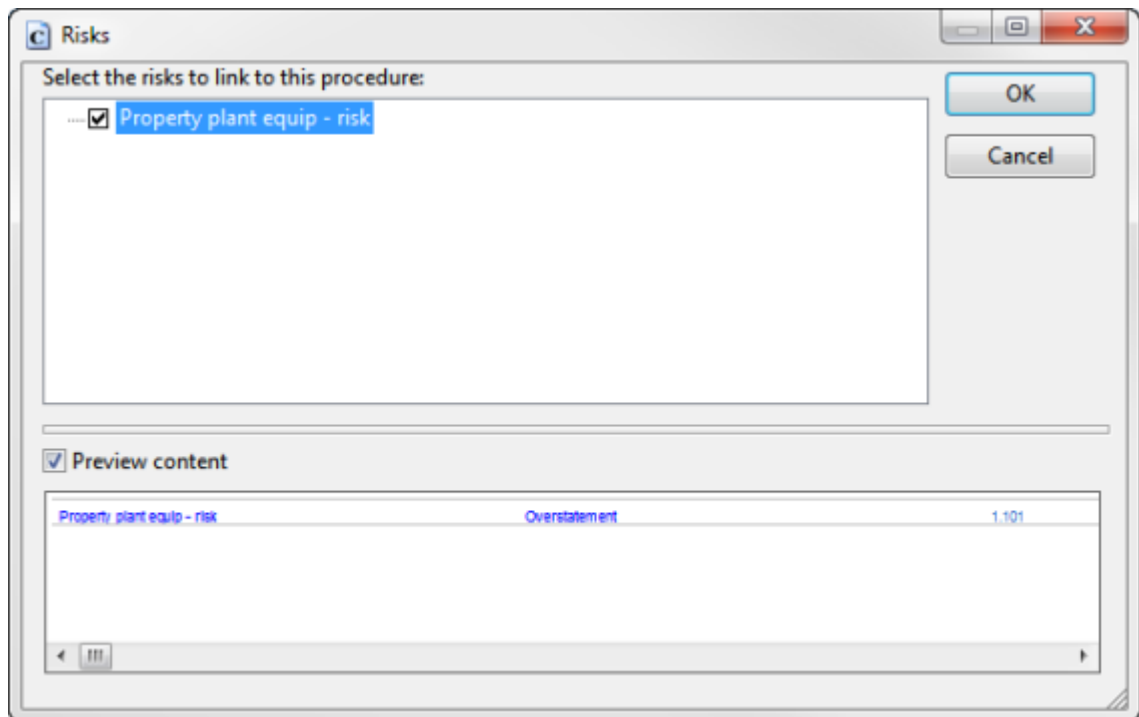 Risks
Select the risks to link to this procedure:
OK
Property plant equip - risk
Cancel
Preview content
Property plant equip - risk Overstatement 1.101